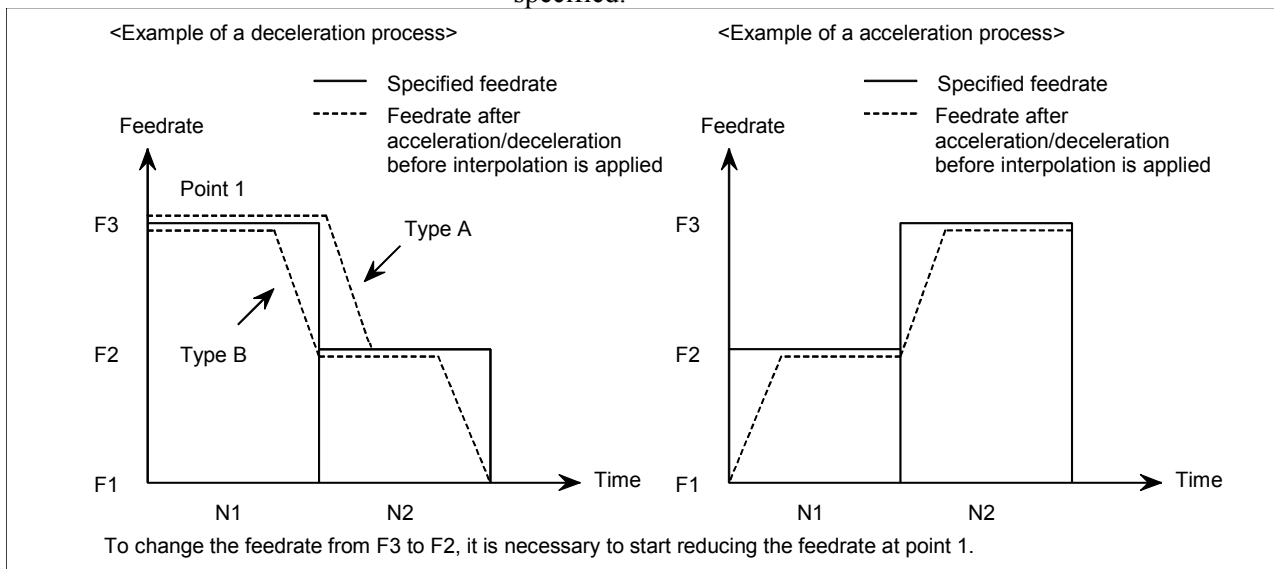 specified.
<Example of a deceleration process>
Specified feedrate
Feedrate after
acceleration/deceleration
before interpolation is applied
Feedrate
Point 1
F3
Type A
F2
Type B
F1
Time
N1 N2
<Example of a acceleration process>
Specified feedrate
Feedrate after
acceleration/deceleration
before interpolation is applied
Feedrate
F3
F2
F1
Time
N1 N2
To change the feedrate from F3 to F2, it is necessary to start reducing the feedrate at point 1.